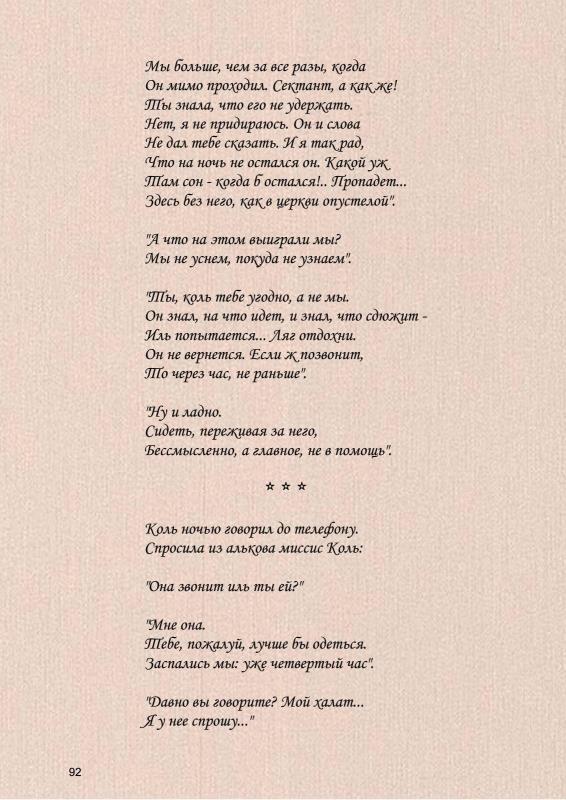 Мы больше, чем за все разы, когда
Он мимо проходил. Сектант, а как же!
Ты знала, что его не удержать.
Нет, я не придираюсь. Он и слова
Не дал тебе сказать. И я так рад,
Что на ночь не остался он. Какой уж
Там сон - когда б остался!.. Пропадет...
Здесь без него, как в церкви опустелой".
"А что на этом выиграли мы?
Мы не уснем, покуда не узнаем".
"Ты, коль тебе угодно, а не мы.
Он знал, на что идет, и знал, что сдюжит -
Иль попытается... Ляг отдохни.
Он не вернется. Если ж позвонит,
То через час, не раньше".
"Ну и ладно.
Сидеть, переживая за него,
Бессмысленно, а главное, не в помощь".
* * *
Коль ночью говорил до телефону.
Спросила из алькова миссис Коль:
"Она звонит иль ты ей?"
"Мне она.
Тебе, пожалуй, лучше бы одеться.
Заспались мы: уже четвертый час".
"Давно вы говорите? Мой халат...
Я у нее спрошу..."
92